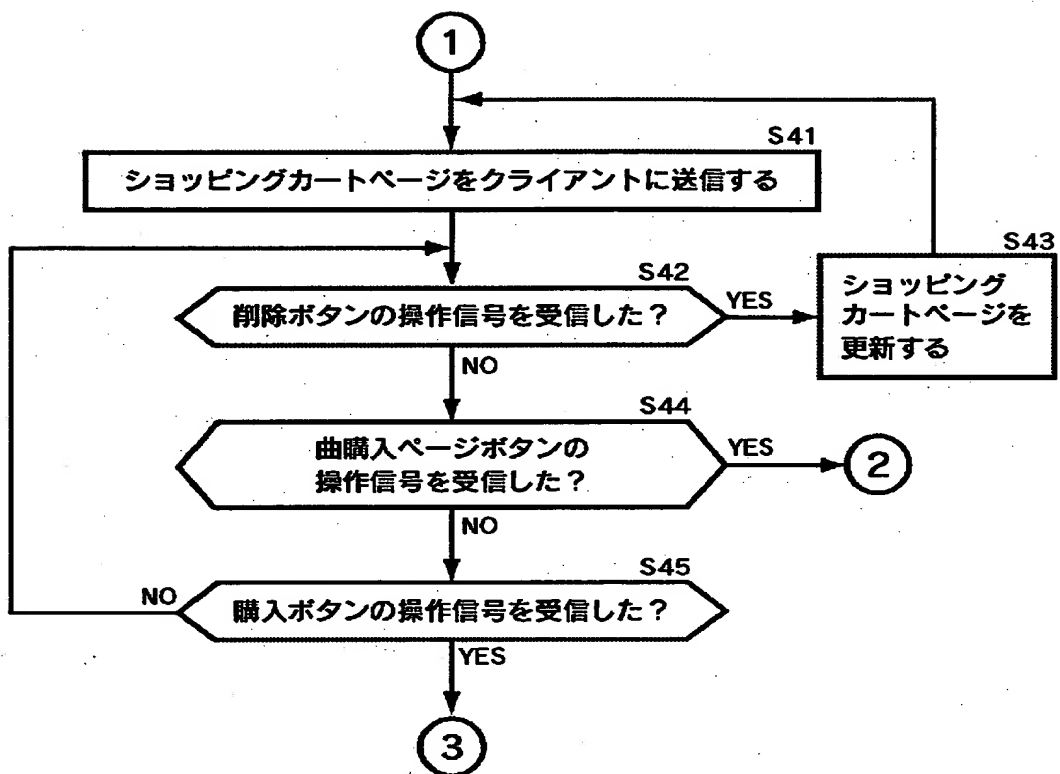 1
S41
ショッピングカートページをクライアントに送信する
S42
削除ボタンの操作信号を受信した？
YES
NO
S43
ショッピング
カートページを
更新する
S44
曲購入ページボタンの
操作信号を受信した？
YES
2
NO
S45
購入ボタンの操作信号を受信した？
NO
YES
3